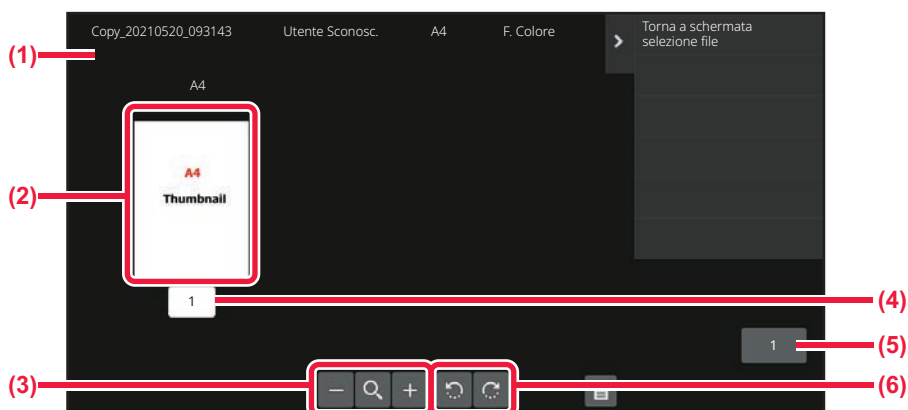 Copy_20210520_093143 Utente Sconosc. A4 F. Colore
Torna a schermata
selezione file
(1)
A4
(2)
A4
Thumbnail
1
(4)
1
(5)
(3)
(6)